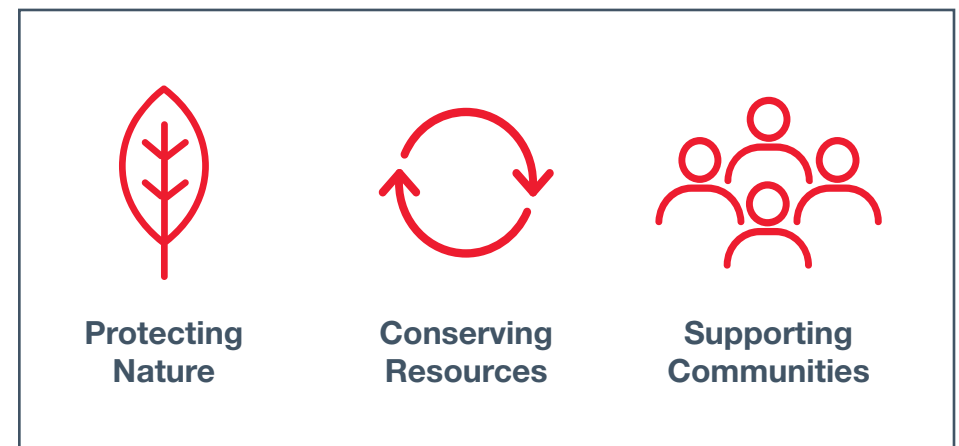 Protecting
Nature
Conserving
Resources
Supporting
Communities